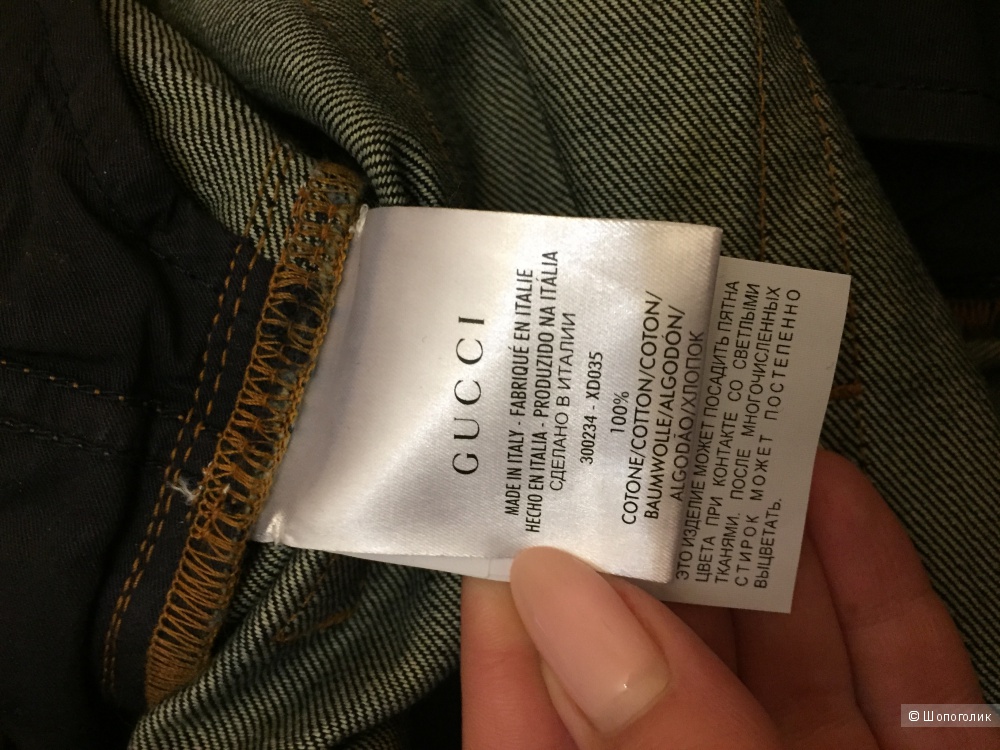 GUCCI
MADE IN ITALY - FABRIQUÉ EN ITALIE
HECHO EN ITALIA - PRODUZIDO NA ITÁLIA
СДЕЛАНО В ИТАЛИИ
300234 - XD035
100%
COTONE/COTTON/COTON/
BAUMWOLLE/ALGODÓN/
ALGODÃO/ХЛОПОК
ЭТО ИЗДЕЛИЕ МОЖЕТ ПОСАДИТЬ ПЯТНА
ЦВЕТА ПРИ КОНТАКТЕ СО СВЕТЛЫМИ
ТКАНЯМИ. ПОСЛЕ МНОГОЧИСЛЕННЫХ
СТИРОК МОЖЕТ ПОСТЕПЕННО
ВЫЦВЕТАТЬ.
© Шопоголик